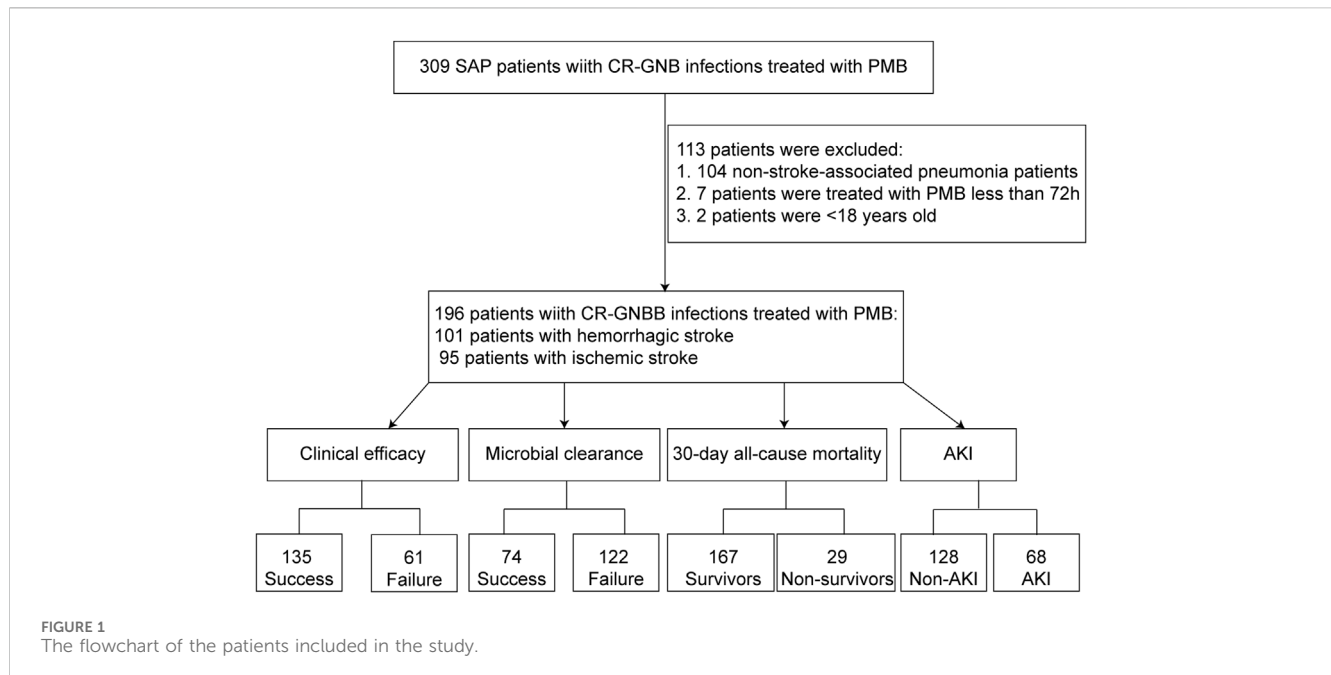 309 SAP patients wiith CR-GNB infections treated with PMB
113 patients were excluded:
1. 104 non-stroke-associated pneumonia patients
2. 7 patients were treated with PMB less than 72h
3. 2 patients were <18 years old
196 patients wiith CR-GNBB infections treated with PMB:
101 patients with hemorrhagic stroke
95 patients with ischemic stroke
Clinical efficacy
Microbial clearance
30-day all-cause mortality
AKI
135
Success
61
Failure
74
Success
122
Failure
167
Survivors
29
Non-survivors
128
Non-AKI
68
AKI
FIGURE 1
The flowchart of the patients included in the study.